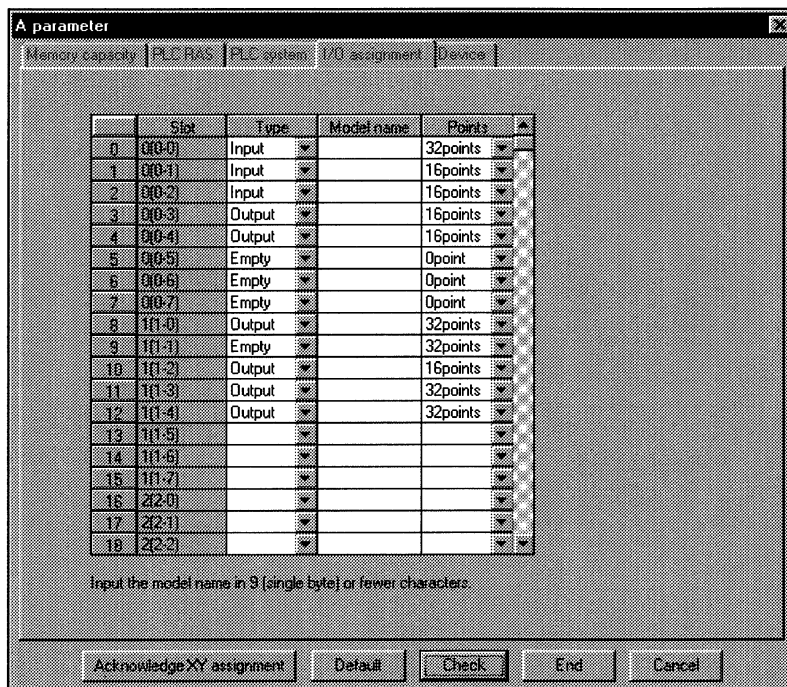 A parameter
Memory capacity PLC RAS PLC system I/O assignment Device
Slot Type Model name Points
0 0(0-0) Input 32points
1 0(0-1) Input 16points
2 0(0-2) Input 16points
3 0(0-3) Output 16points
4 0(0-4) Output 16points
5 0(0-5) Empty 0point
6 0(0-6) Empty 0point
7 0(0-7) Empty 0point
8 1(1-0) Output 32points
9 1(1-1) Empty 32points
10 1(1-2) Output 16points
11 1(1-3) Output 32points
12 1(1-4) Output 32points
13 1(1-5)
14 1(1-6)
15 1(1-7)
16 2(2-0)
17 2(2-1)
18 2(2-2)
Input the model name in 9 (single byte) or fewer characters.
Acknowledge XY assignment Default Check End Cancel